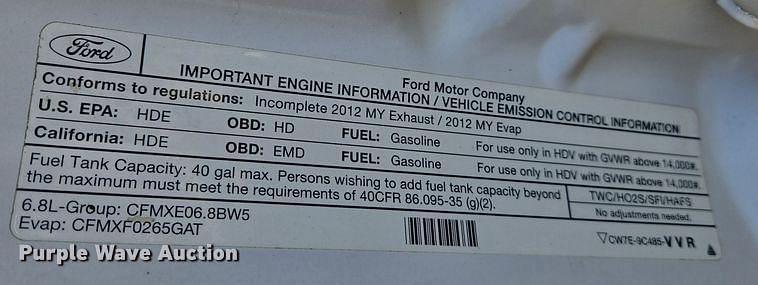 Ford
Ford Motor Company
IMPORTANT ENGINE INFORMATION / VEHICLE EMISSION CONTROL INFORMATION
Conforms to regulations: Incomplete 2012 MY Exhaust / 2012 MY Evap
U.S. EPA: HDE OBD: HD FUEL: Gasoline For use only in HDV with GVWR above 14,000#.
California: HDE OBD: EMD FUEL: Gasoline For use only in HDV with GVWR above 14,000#.
Fuel Tank Capacity: 40 gal max. Persons wishing to add fuel tank capacity beyond
the maximum must meet the requirements of 40CFR 86.095-35 (g)(2).
TWC/HO2S/SFI/HAFS
No adjustments needed.
6.8L-Group: CFMXE06.8BW5
Evap: CFMXF0265GAT
CW7E-9C485-VVR
Purple Wave Auction